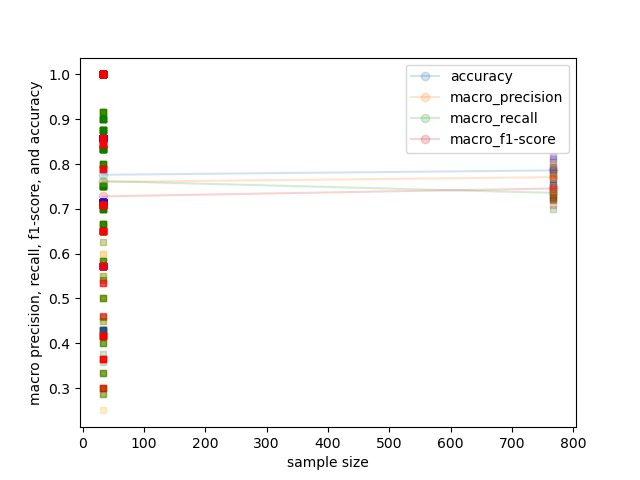 macro precision, recall, f1-score, and accuracy
1.0
0.9
0.8
0.7
0.6
0.5
0.4
0.3
accuracy
macro_precision
macro_recall
macro_f1-score
0 100 200 300 400 500 600 700 800
sample size